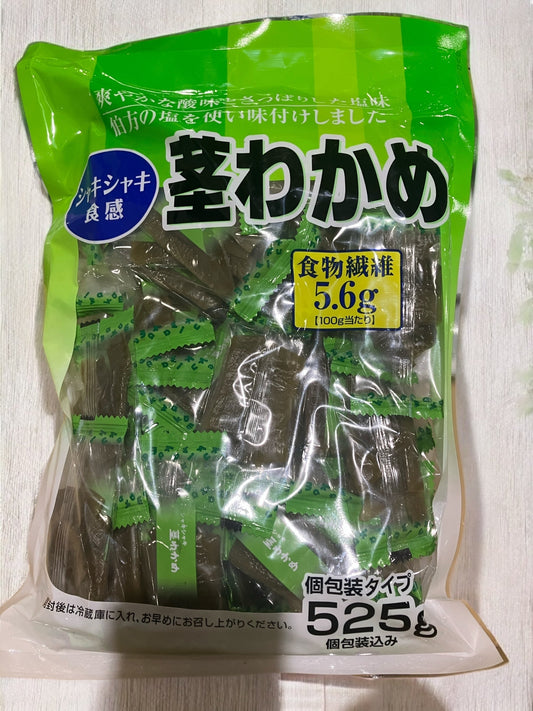 爽やかな酸味とさっぱりした塩味
伯方の塩を使い味付けしました
シャキシャキ
食感
茎わかめ
食物繊維
5.6g
【100g当たり】
シャキシャキ
茎わかめ
個包装タイプ
525g
個包装込み
封後は冷蔵庫に入れ、お早めにお召し上がりください。